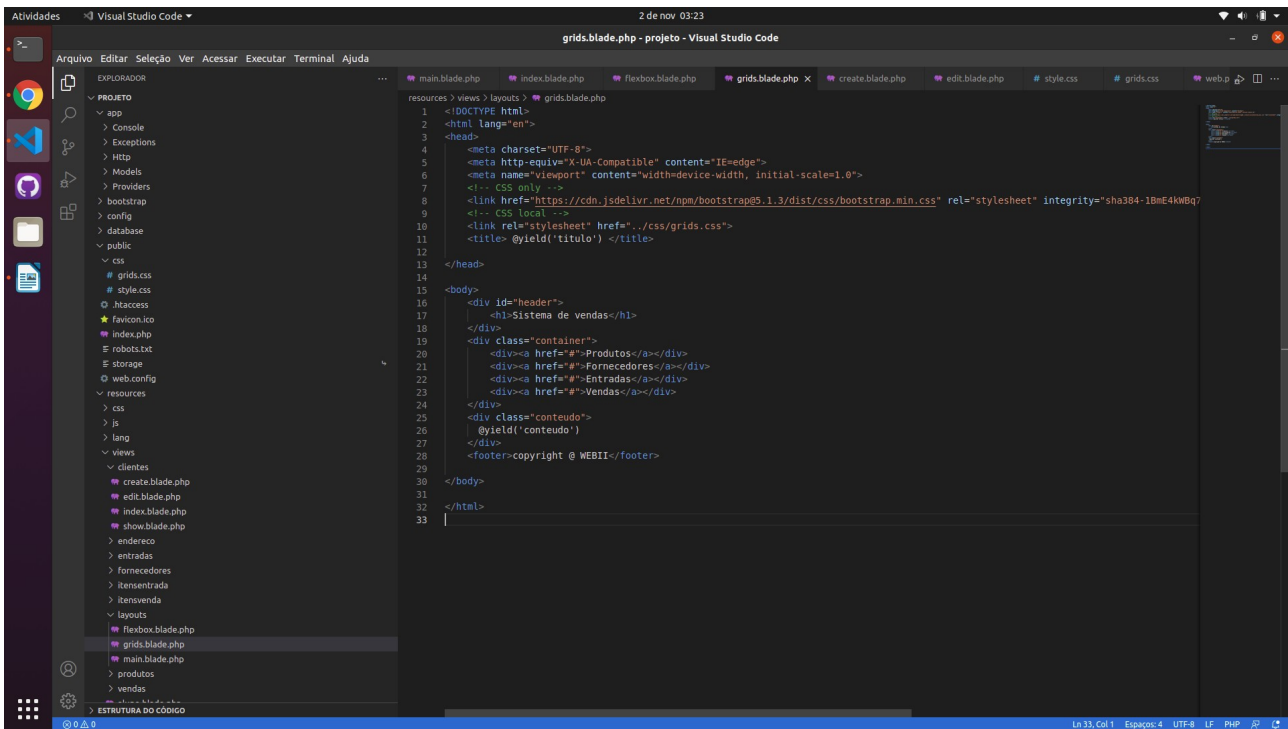 Atividades
Visual Studio Code
2 de nov 03:23
grids.blade.php - projeto - Visual Studio Code
Arquivo Editar Seleção Ver Acessar Executar Terminal Ajuda
EXPLORADOR
PROJETO
app
Console
Exceptions
Http
Models
Providers
bootstrap
config
database
public
css
# grids.css
# style.css
.htaccess
favicon.ico
index.php
robots.txt
storage
web.config
resources
css
js
lang
views
clientes
create.blade.php
edit.blade.php
index.blade.php
show.blade.php
endereco
entradas
fornecedores
itensentrada
itensvenda
layouts
flexbox.blade.php
grids.blade.php
main.blade.php
produtos
vendas
ESTRUTURA DO CÓDIGO
main.blade.php index.blade.php flexbox.blade.php grids.blade.php create.blade.php edit.blade.php # style.css # grids.css web.p
resources > views > layouts > grids.blade.php
1 <!DOCTYPE html>
2 <html lang="en">
3 <head>
4 <meta charset="UTF-8">
5 <meta http-equiv="X-UA-Compatible" content="IE=edge">
6 <meta name="viewport" content="width=device-width, initial-scale=1.0">
7 <!-- CSS only -->
8 <link href="https://cdn.jsdelivr.net/npm/bootstrap@5.1.3/dist/css/bootstrap.min.css" rel="stylesheet" integrity="sha384-1BmE4kWBq7
9 <!-- CSS local -->
10 <link rel="stylesheet" href="../css/grids.css">
11 <title> @yield('titulo') </title>
12
13 </head>
14
15 <body>
16 <div id="header">
17 <h1>Sistema de vendas</h1>
18 </div>
19 <div class="container">
20 <div><a href="#">Produtos</a></div>
21 <div><a href="#">Fornecedores</a></div>
22 <div><a href="#">Entradas</a></div>
23 <div><a href="#">Vendas</a></div>
24 </div>
25 <div class="conteudo">
26 @yield('conteudo')
27 </div>
28 <footer>copyright @ WEBII</footer>
29
30 </body>
31
32 </html>
33
0 0
Ln 33, Col 1 Espaços: 4 UTF-8 LF PHP